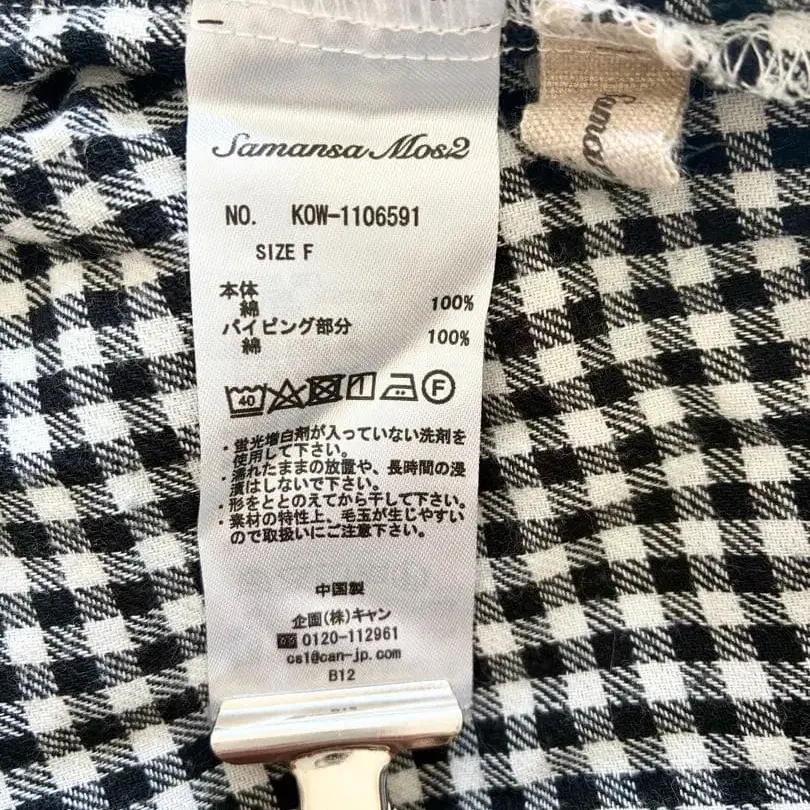 Samansa Mos2
NO. KOW-1106591
SIZE F
本体
綿 100%
パイピング部分
綿 100%
40
F
・蛍光増白剤が入っていない洗剤を
使用して下さい。
・濡れたままの放置や、長時間の浸
漬はしないで下さい。
・形をととのえてから干して下さい。
・素材の特性上、毛玉が生じやすい
ので取扱いにご注意下さい。
中国製
企画(株)キャン
0120-112961
cs1@can-jp.com
B12